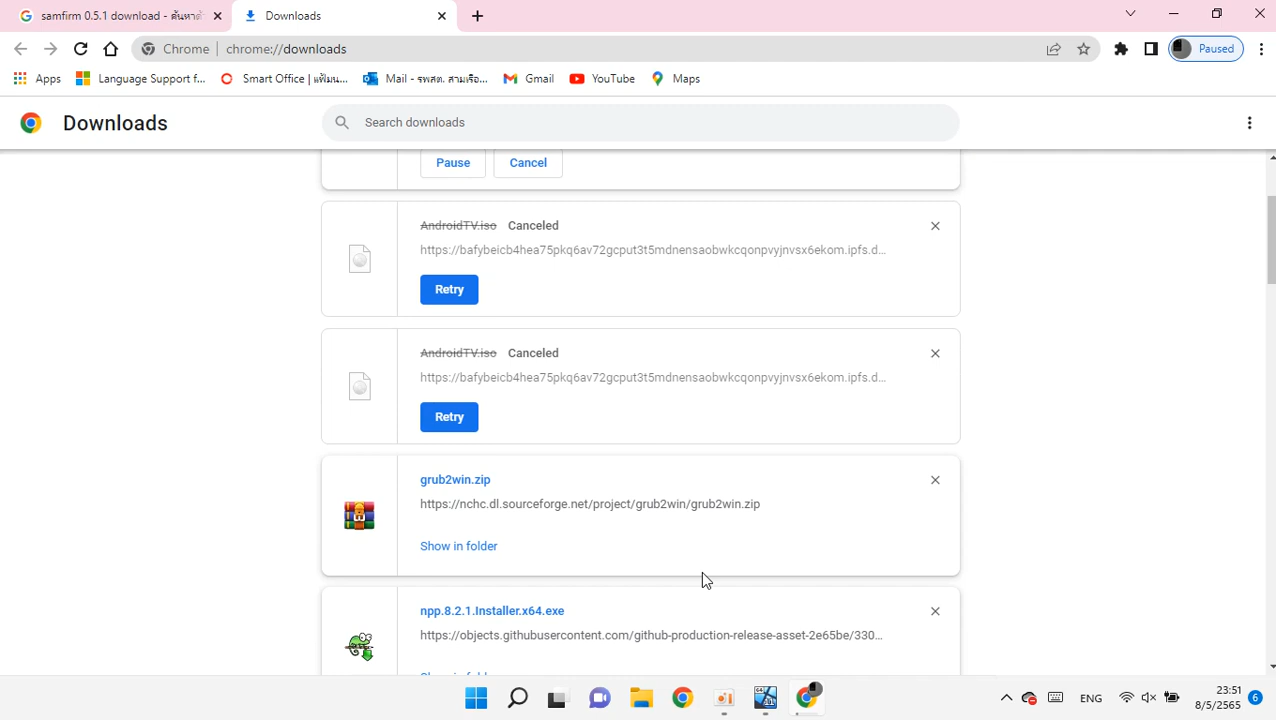 samfirm 0.5.1 download - ค้นหาด้
Downloads
Chrome
chrome://downloads
Paused
Apps
Language Support f...
Smart Office | แฟ้มน...
Mail - รพสต. สามเรือ...
Gmail
YouTube
Maps
Downloads
Search downloads
Pause
Cancel
AndroidTV.iso Canceled
https://bafybeicb4hea75pkq6av72gcput3t5mdnensaobwkcqonpvyjnvsx6ekom.ipfs.d...
Retry
AndroidTV.iso Canceled
https://bafybeicb4hea75pkq6av72gcput3t5mdnensaobwkcqonpvyjnvsx6ekom.ipfs.d...
Retry
grub2win.zip
https://nchc.dl.sourceforge.net/project/grub2win/grub2win.zip
Show in folder
npp.8.2.1.Installer.x64.exe
https://objects.githubusercontent.com/github-production-release-asset-2e65be/330...
Show in folder
ENG
23:51
8/5/2565
6